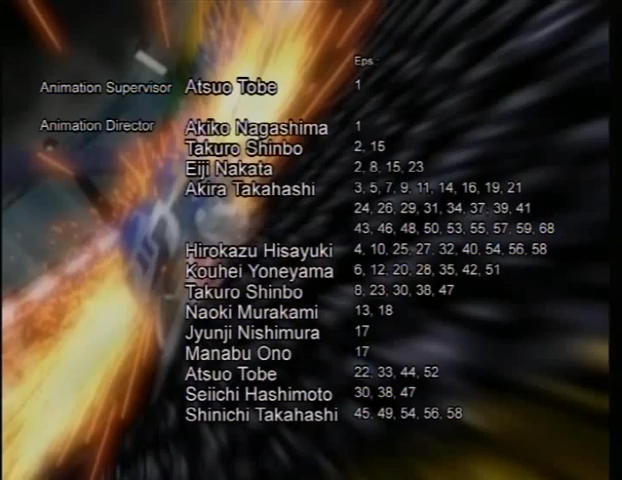 Eps.:
Animation Supervisor Atsuo Tobe 1
Animation Director Akiko Nagashima 1
Takuro Shinbo 2, 15
Eiji Nakata 2, 8, 15, 23
Akira Takahashi 3, 5, 7, 9, 11, 14, 16, 19, 21
24, 26, 29, 31, 34, 37, 39, 41
43, 46, 48, 50, 53, 55, 57, 59, 68
Hirokazu Hisayuki 4, 10, 25, 27, 32, 40, 54, 56, 58
Kouhei Yoneyama 6, 12, 20, 28, 35, 42, 51
Takuro Shinbo 8, 23, 30, 38, 47
Naoki Murakami 13, 18
Jyunji Nishimura 17
Manabu Ono 17
Atsuo Tobe 22, 33, 44, 52
Seiichi Hashimoto 30, 38, 47
Shinichi Takahashi 45, 49, 54, 56, 58